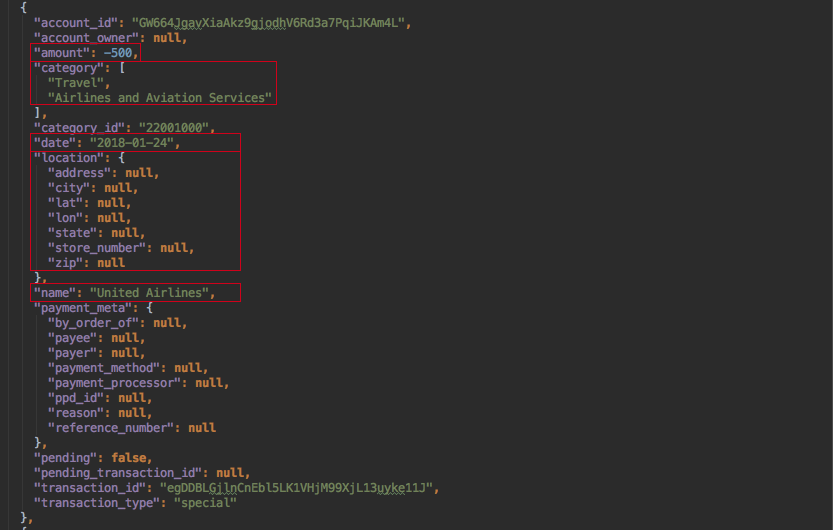 {
"account_id": "GW664JgavXiaAkz9gjodhV6Rd3a7PqiJKAm4L",
"account_owner": null,
"amount": -500,
"category": [
"Travel",
"Airlines and Aviation Services"
],
"category_id": "22001000",
"date": "2018-01-24",
"location": {
"address": null,
"city": null,
"lat": null,
"lon": null,
"state": null,
"store_number": null,
"zip": null
},
"name": "United Airlines",
"payment_meta": {
"by_order_of": null,
"payee": null,
"payer": null,
"payment_method": null,
"payment_processor": null,
"ppd_id": null,
"reason": null,
"reference_number": null
},
"pending": false,
"pending_transaction_id": null,
"transaction_id": "egDDBLGjlnCnEbl5LK1VHjM99XjL13uyke11J",
"transaction_type": "special"
},